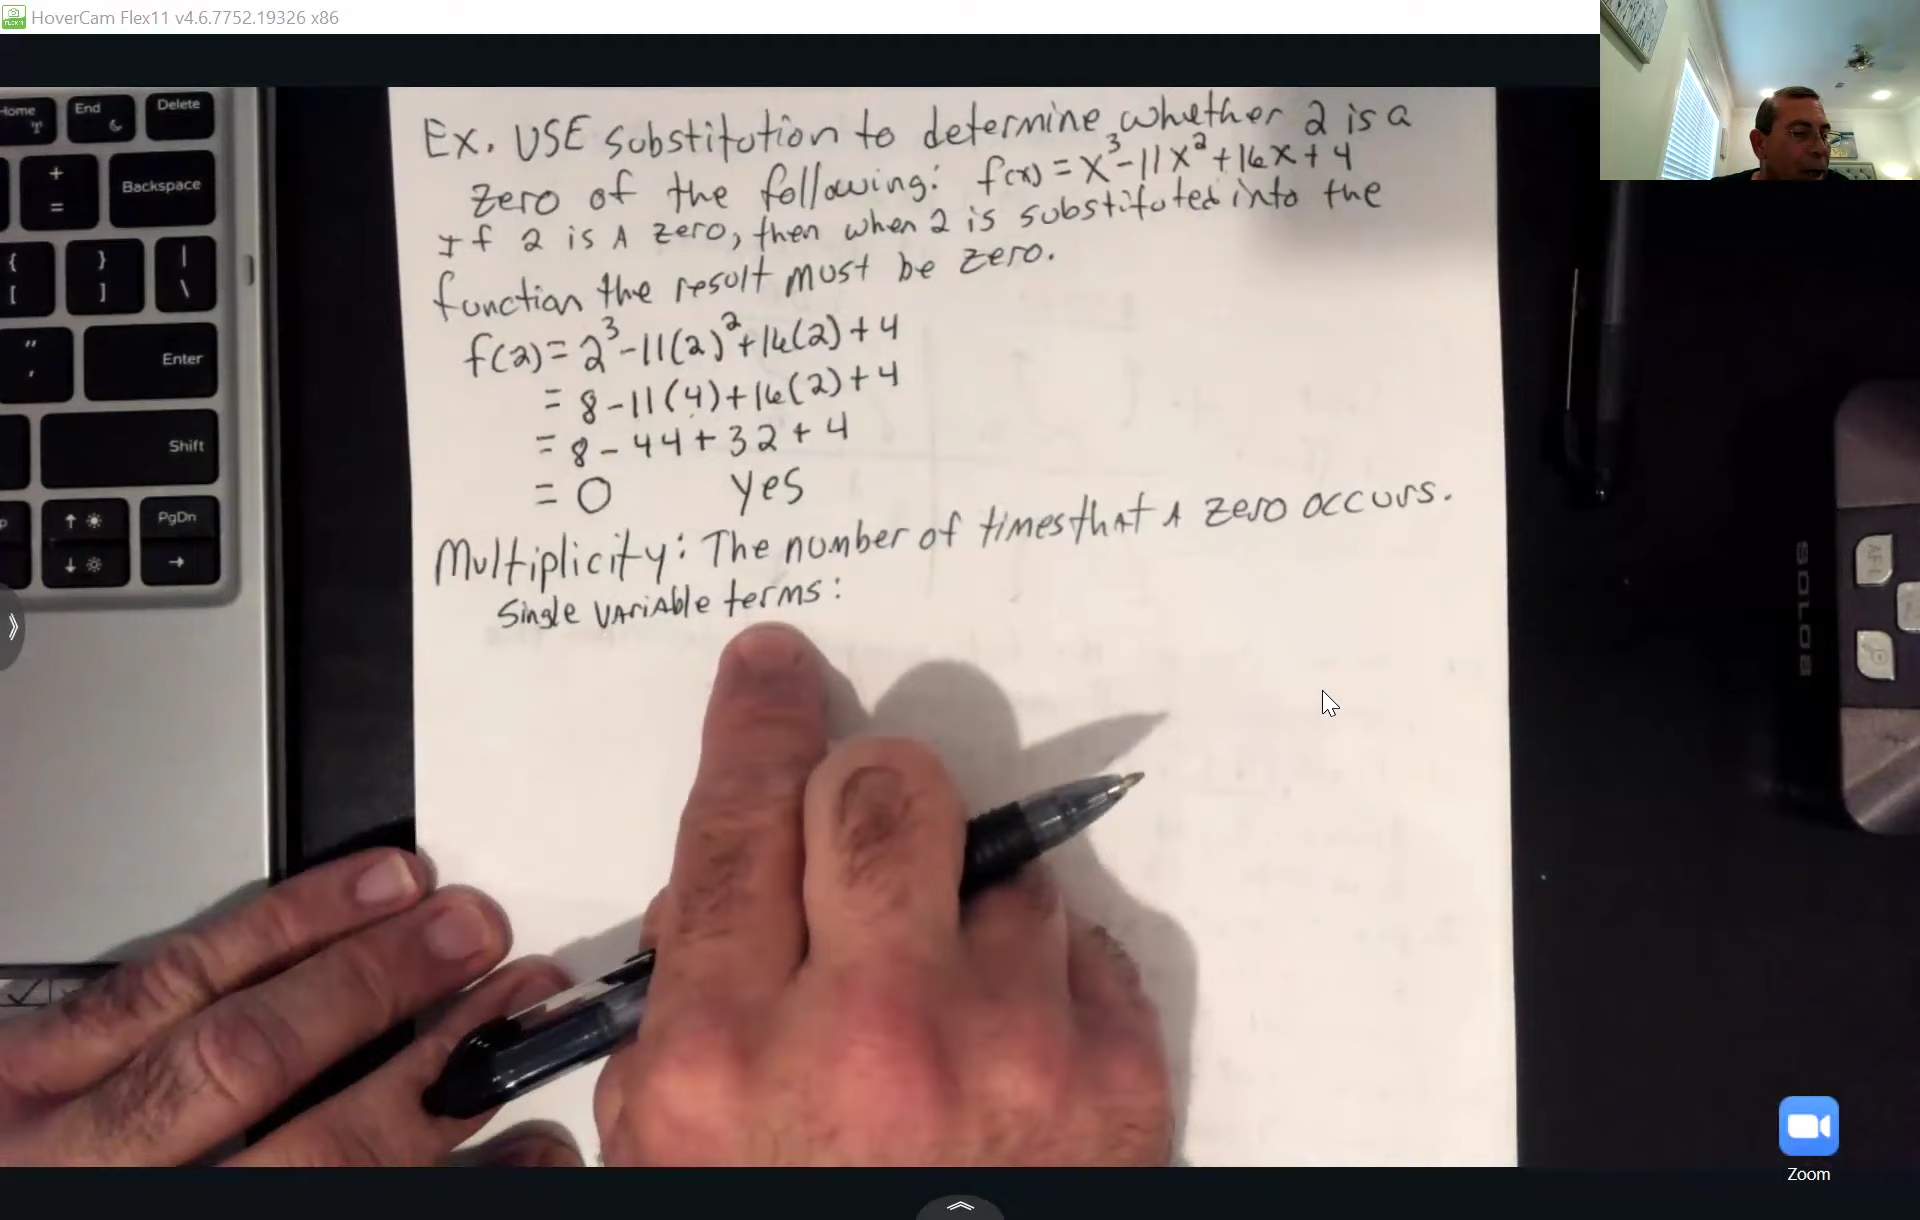 HoverCam Flex11 v4.6.7752.19326 x86
Home End Delete
+ = Backspace
{ [ } ] | \
" , Enter
Shift
PgDn
Ex. USE substitution to determine whether 2 is a
zero of the following: f(x) = x³ - 11x² + 16x + 4
If 2 is A zero, then when 2 is substituted into the
function the result must be zero.
f(2) = 2³ - 11(2)² + 16(2) + 4
= 8 - 11(4) + 16(2) + 4
= 8 - 44 + 32 + 4
= 0 yes
Multiplicity: The number of times that A zero occurs.
Single variable terms:
SOLO8
Zoom